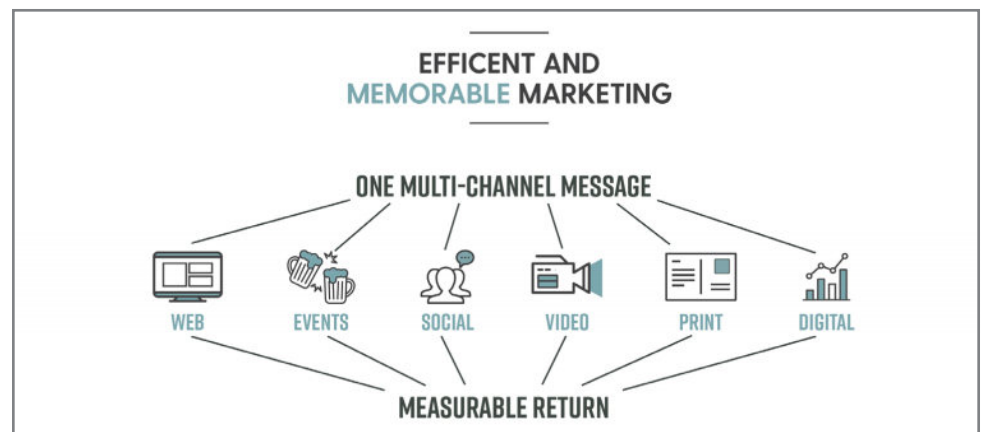 EFFICENT AND
MEMORABLE MARKETING
ONE MULTI-CHANNEL MESSAGE
WEB
EVENTS
SOCIAL
VIDEO
PRINT
DIGITAL
MEASURABLE RETURN